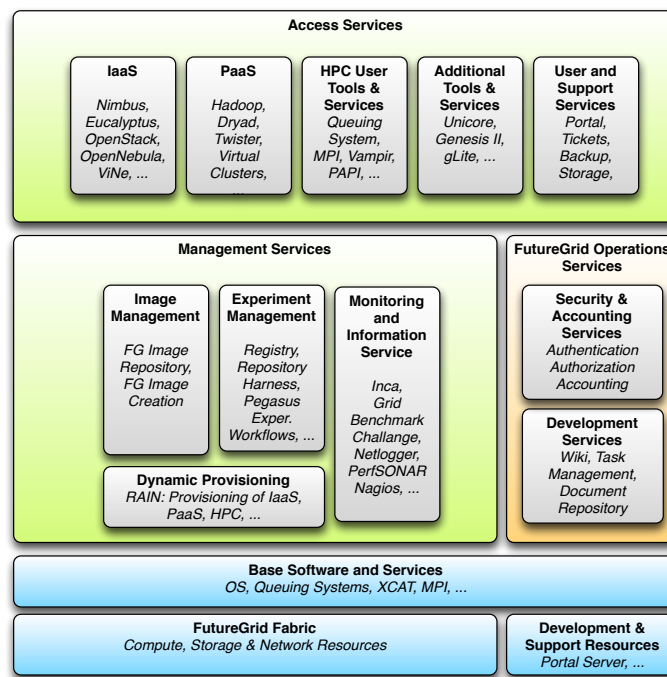 Access Services
IaaS
Nimbus,
Eucalyptus,
OpenStack,
OpenNebula,
ViNe, ...
PaaS
Hadoop,
Dryad,
Twister,
Virtual
Clusters,
...
HPC User
Tools &
Services
Queuing
System,
MPI, Vampir,
PAPI, ...
Additional
Tools &
Services
Unicore,
Genesis II,
gLite, ...
User and
Support
Services
Portal,
Tickets,
Backup,
Storage,
Management Services
Image
Management
FG Image
Repository,
FG Image
Creation
Experiment
Management
Registry,
Repository
Harness,
Pegasus
Exper.
Workflows, ...
Monitoring
and
Information
Service
Inca,
Grid
Benchmark
Challange,
Netlogger,
PerfSONAR
Nagios, ...
Dynamic Provisioning
RAIN: Provisioning of IaaS,
PaaS, HPC, ...
FutureGrid Operations
Services
Security &
Accounting
Services
Authentication
Authorization
Accounting
Development
Services
Wiki, Task
Management,
Document
Repository
Base Software and Services
OS, Queuing Systems, XCAT, MPI, ...
FutureGrid Fabric
Compute, Storage & Network Resources
Development &
Support Resources
Portal Server, ...